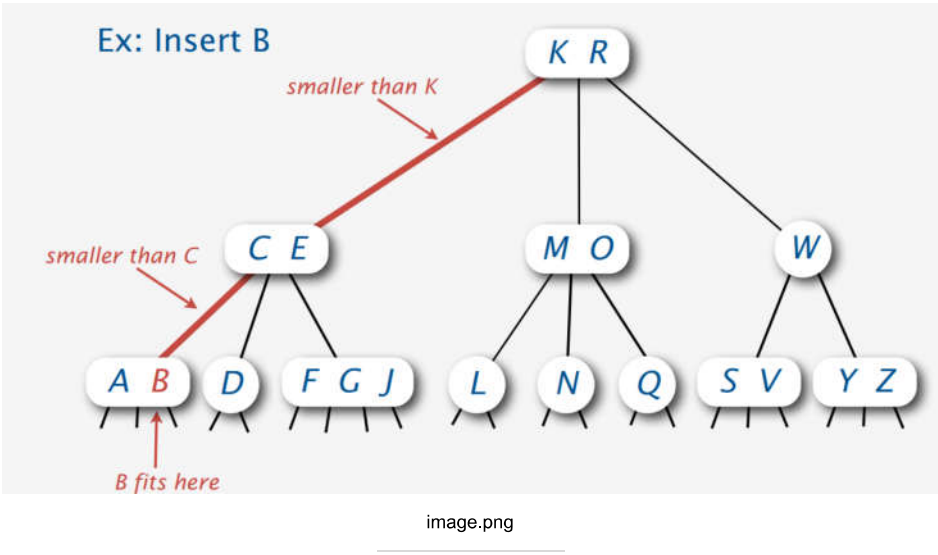 Ex: Insert B
K R
smaller than K
C E
M O
W
smaller than C
A B
D
F G J
L
N
Q
S V
Y Z
B fits here
image.png